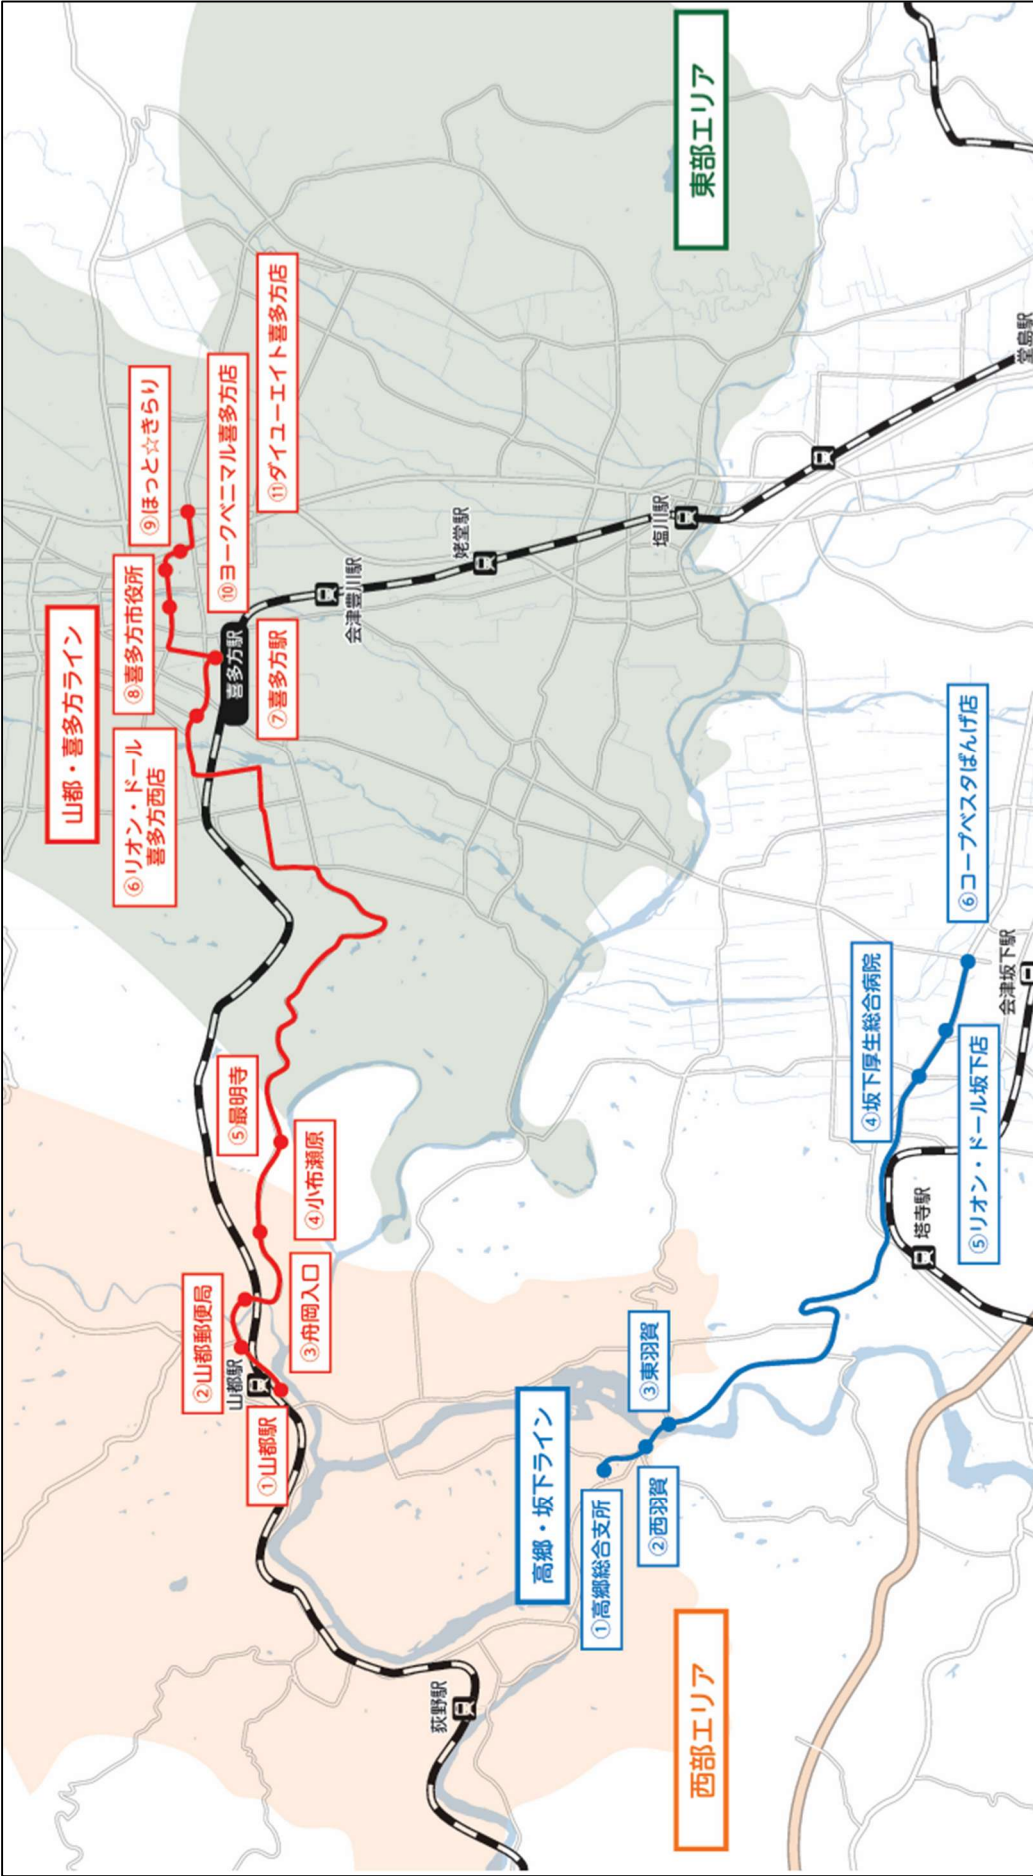 山都・喜多方ライン
①山都駅
②山都郵便局
③舟岡入口
④小布瀬原
⑤最明寺
⑥リオン・ドール
喜多方西店
⑦喜多方駅
⑧喜多方市役所
⑨ほっと☆きらり
⑩ヨークベニマル喜多方店
⑪ダイユーエイト喜多方店
荻野駅
山都駅
喜多方駅
会津豊川駅
姥堂駅
塩川駅
堂島駅
西部エリア
東部エリア
高郷・坂下ライン
①高郷総合支所
②西羽賀
③東羽賀
④坂下厚生総合病院
⑤リオン・ドール坂下店
⑥コープベスタばんげ店
塔寺駅
会津坂下駅